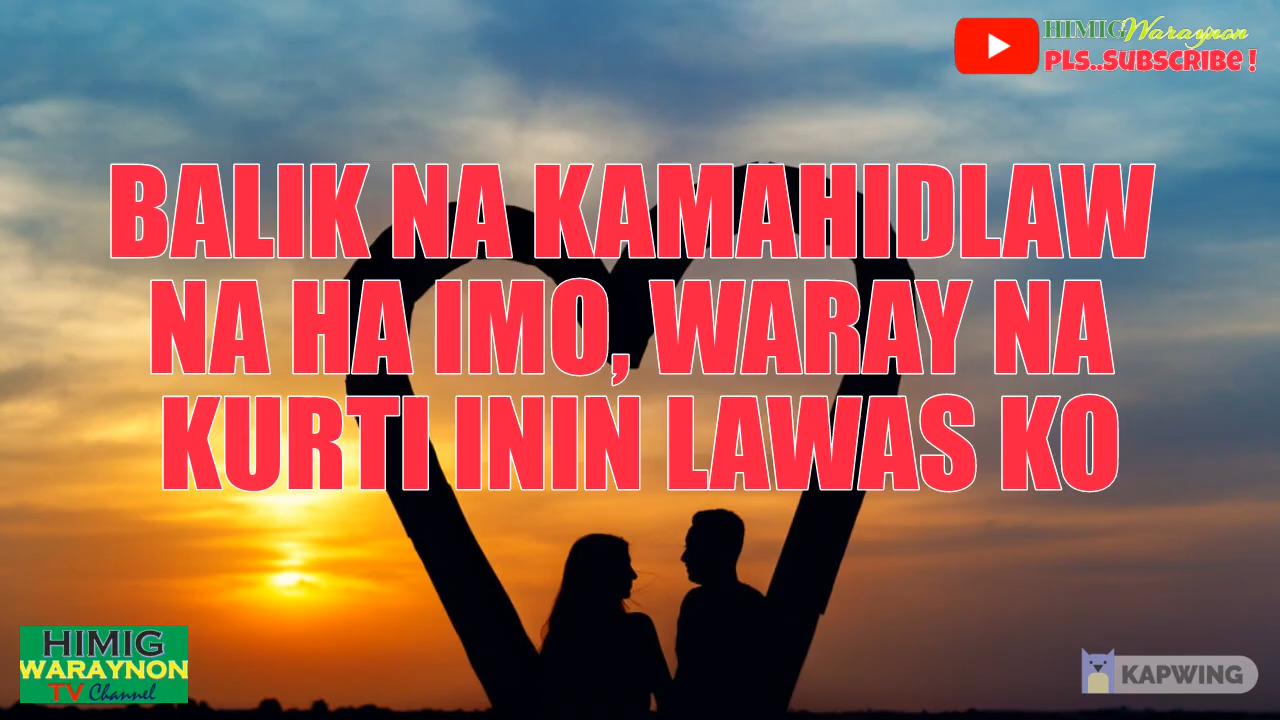 HIMIG Waraynon
PLS..SUBSCRIBE !
BALIK NA KAMAHIDLAW
NA HA IMO, WARAY NA
KURTI ININ LAWAS KO
HIMIG
WARAYNON
TV Channel
KAPWING